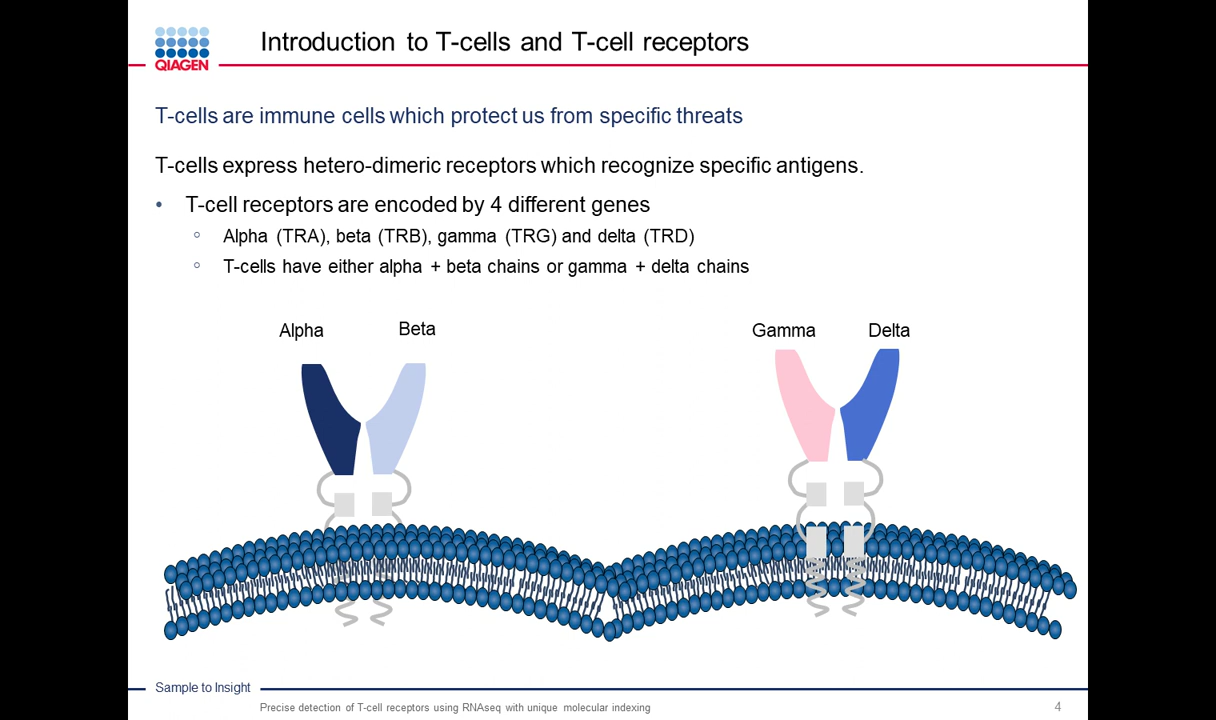 QIAGEN
Introduction to T-cells and T-cell receptors
T-cells are immune cells which protect us from specific threats
T-cells express hetero-dimeric receptors which recognize specific antigens.
• T-cell receptors are encoded by 4 different genes
○ Alpha (TRA), beta (TRB), gamma (TRG) and delta (TRD)
○ T-cells have either alpha + beta chains or gamma + delta chains
Alpha
Beta
Gamma
Delta
Sample to Insight
Precise detection of T-cell receptors using RNAseq with unique molecular indexing
4